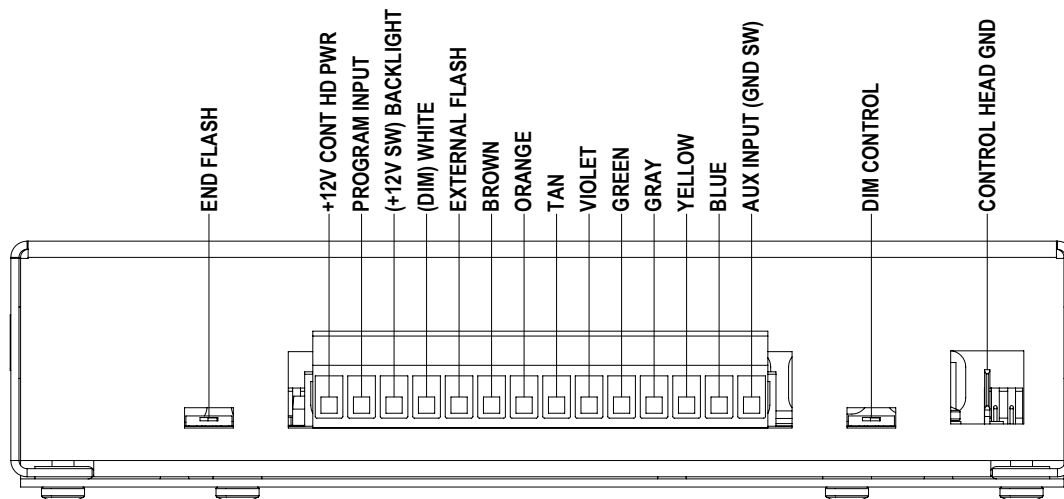 END FLASH
+12V CONT HD PWR
PROGRAM INPUT
(+12V SW) BACKLIGHT
(DIM) WHITE
EXTERNAL FLASH
BROWN
ORANGE
TAN
VIOLET
GREEN
GRAY
YELLOW
BLUE
AUX INPUT (GND SW)
DIM CONTROL
CONTROL HEAD GND